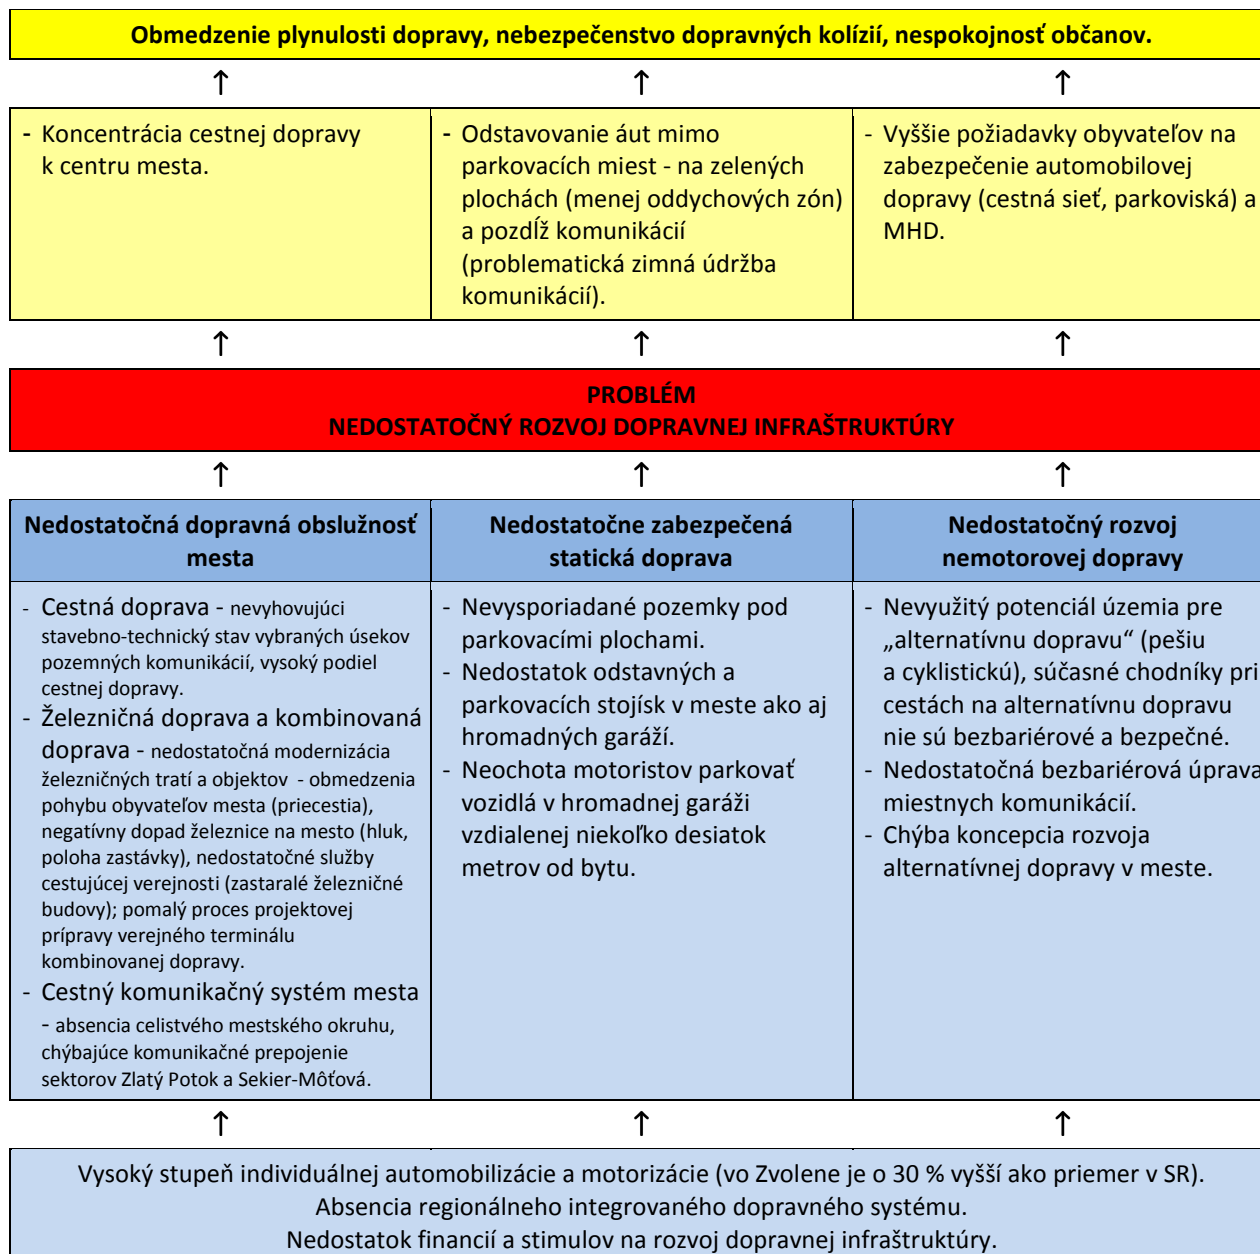 Obmedzenie plynulosti dopravy, nebezpečenstvo dopravných kolízií, nespokojnosť občanov.
↑ ↑ ↑
- Koncentrácia cestnej dopravy
k centru mesta.
- Odstavovanie áut mimo
parkovacích miest - na zelených
plochách (menej oddychových zón)
a pozdĺž komunikácií
(problematická zimná údržba
komunikácií).
- Vyššie požiadavky obyvateľov na
zabezpečenie automobilovej
dopravy (cestná sieť, parkoviská) a
MHD.
↑ ↑ ↑
PROBLÉM
NEDOSTATOČNÝ ROZVOJ DOPRAVNEJ INFRAŠTRUKTÚRY
↑ ↑ ↑
Nedostatočná dopravná obslužnosť
mesta
- Cestná doprava - nevyhovujúci
stavebno-technický stav vybraných úsekov
pozemných komunikácií, vysoký podiel
cestnej dopravy.
- Železničná doprava a kombinovaná
doprava - nedostatočná modernizácia
železničných tratí a objektov - obmedzenia
pohybu obyvateľov mesta (priecestia),
negatívny dopad železnice na mesto (hluk,
poloha zastávky), nedostatočné služby
cestujúcej verejnosti (zastaralé železničné
budovy); pomalý proces projektovej
prípravy verejného terminálu
kombinovanej dopravy.
- Cestný komunikačný systém mesta
- absencia celistvého mestského okruhu,
chýbajúce komunikačné prepojenie
sektorov Zlatý Potok a Sekier-Môťová.
Nedostatočne zabezpečená
statická doprava
- Nevysporiadané pozemky pod
parkovacími plochami.
- Nedostatok odstavných a
parkovacích stojísk v meste ako aj
hromadných garáží.
- Neochota motoristov parkovať
vozidlá v hromadnej garáži
vzdialenej niekoľko desiatok
metrov od bytu.
Nedostatočný rozvoj
nemotorovej dopravy
- Nevyužitý potenciál územia pre
„alternatívnu dopravu“ (pešiu
a cyklistickú), súčasné chodníky pri
cestách na alternatívnu dopravu
nie sú bezbariérové a bezpečné.
- Nedostatočná bezbariérová úprava
miestnych komunikácií.
- Chýba koncepcia rozvoja
alternatívnej dopravy v meste.
↑ ↑ ↑
Vysoký stupeň individuálnej automobilizácie a motorizácie (vo Zvolene je o 30 % vyšší ako priemer v SR).
Absencia regionálneho integrovaného dopravného systému.
Nedostatok financií a stimulov na rozvoj dopravnej infraštruktúry.